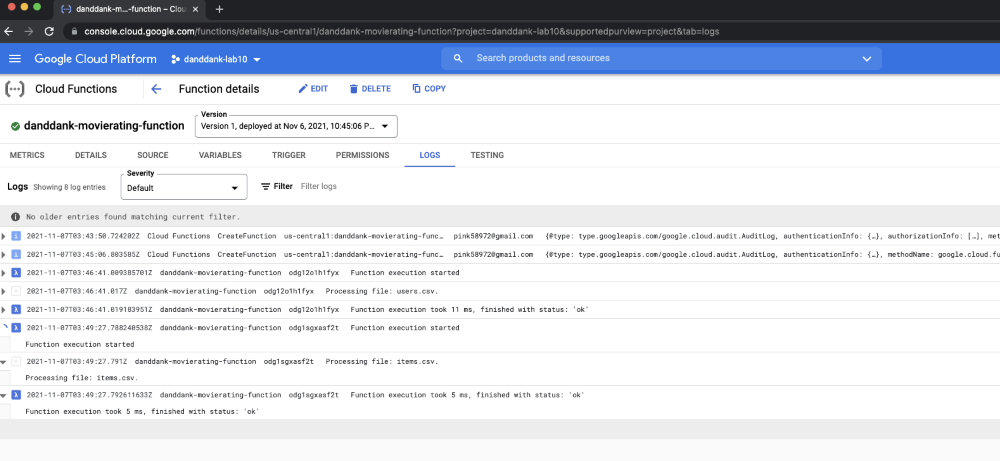 danddank-m...-function – Clou
console.cloud.google.com/functions/details/us-central1/danddank-movierating-function?project=danddank-lab10&supportedpurview=project&tab=logs
Google Cloud Platform danddank-lab10 Search products and resources
Cloud Functions Function details EDIT DELETE COPY
Version
danddank-movierating-function Version 1, deployed at Nov 6, 2021, 10:45:06 P...
METRICS DETAILS SOURCE VARIABLES TRIGGER PERMISSIONS LOGS TESTING
Severity
Logs Showing 8 log entries Default Filter Filter logs
No older entries found matching current filter.
2021-11-07T03:43:50.724202Z Cloud Functions CreateFunction us-central1:danddank-movierating-func… pink58972@gmail.com {@type: type.googleapis.com/google.cloud.audit.AuditLog, authenticationInfo: {…}, authorizationInfo: […], met
2021-11-07T03:45:06.803585Z Cloud Functions CreateFunction us-central1:danddank-movierating-func… pink58972@gmail.com {@type: type.googleapis.com/google.cloud.audit.AuditLog, authenticationInfo: {…}, methodName: google.cloud.fu
λ 2021-11-07T03:46:41.009385701Z danddank-movierating-function odg12o1h1fyx Function execution started
2021-11-07T03:46:41.017Z danddank-movierating-function odg12o1h1fyx Processing file: users.csv.
λ 2021-11-07T03:46:41.019183951Z danddank-movierating-function odg12o1h1fyx Function execution took 11 ms, finished with status: 'ok'
λ 2021-11-07T03:49:27.788240538Z danddank-movierating-function odg1sgxasf2t Function execution started
Function execution started
2021-11-07T03:49:27.791Z danddank-movierating-function odg1sgxasf2t Processing file: items.csv.
Processing file: items.csv.
λ 2021-11-07T03:49:27.792611633Z danddank-movierating-function odg1sgxasf2t Function execution took 5 ms, finished with status: 'ok'
Function execution took 5 ms, finished with status: 'ok'